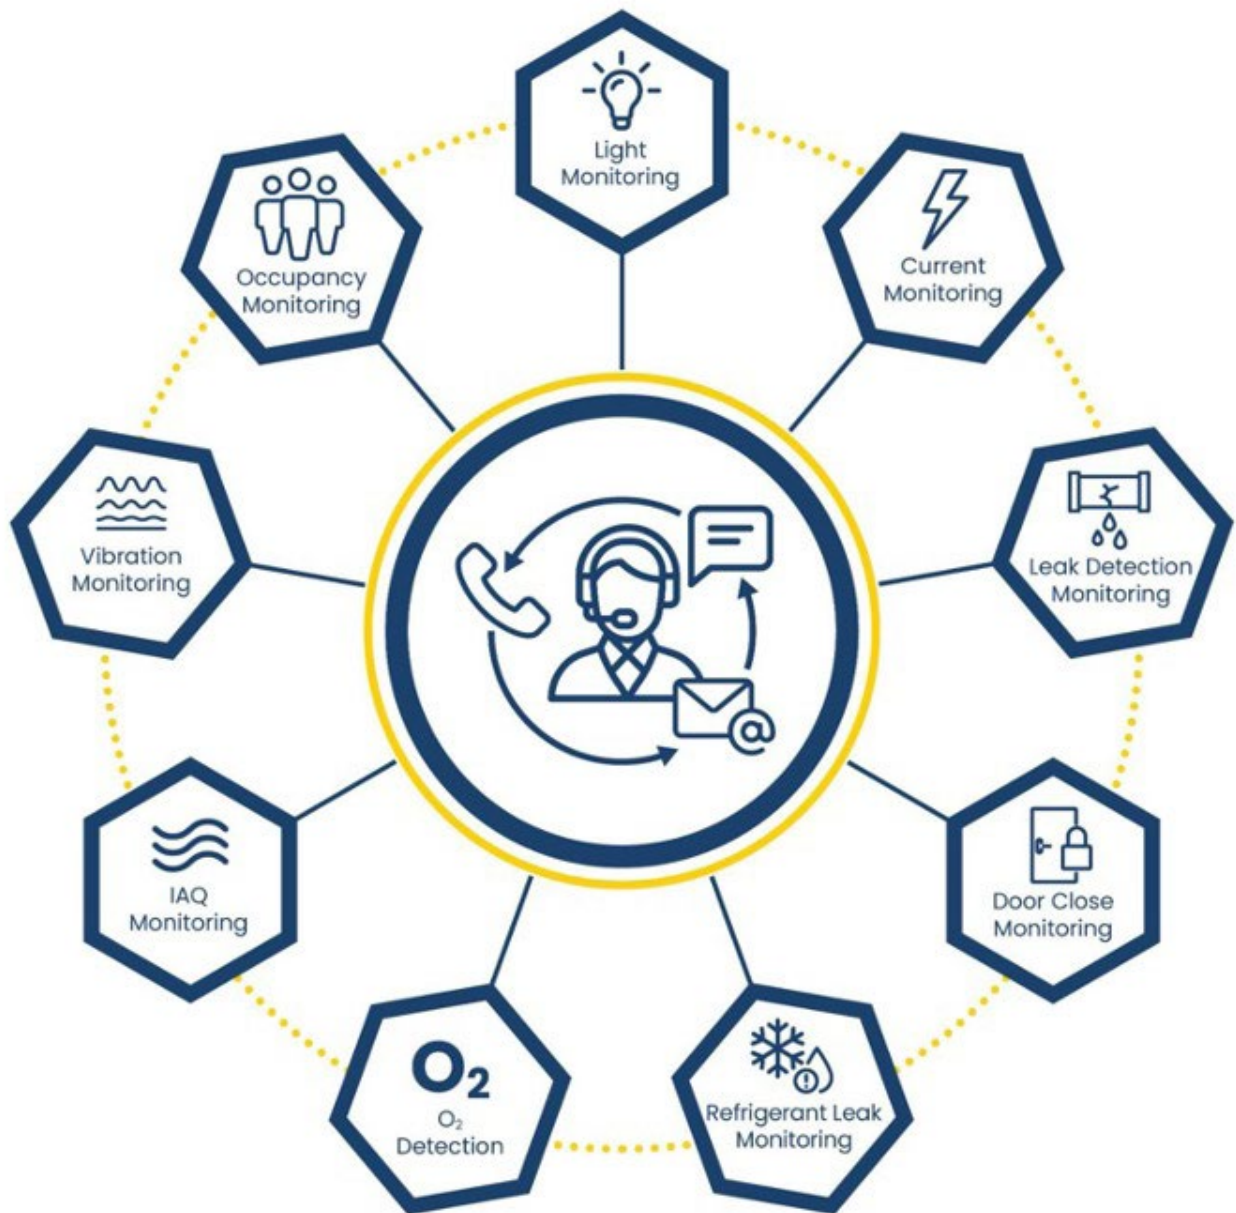 Light
Monitoring
Current
Monitoring
Leak Detection
Monitoring
Door Close
Monitoring
Refrigerant Leak
Monitoring
O₂
O₂
Detection
IAQ
Monitoring
Vibration
Monitoring
Occupancy
Monitoring
@